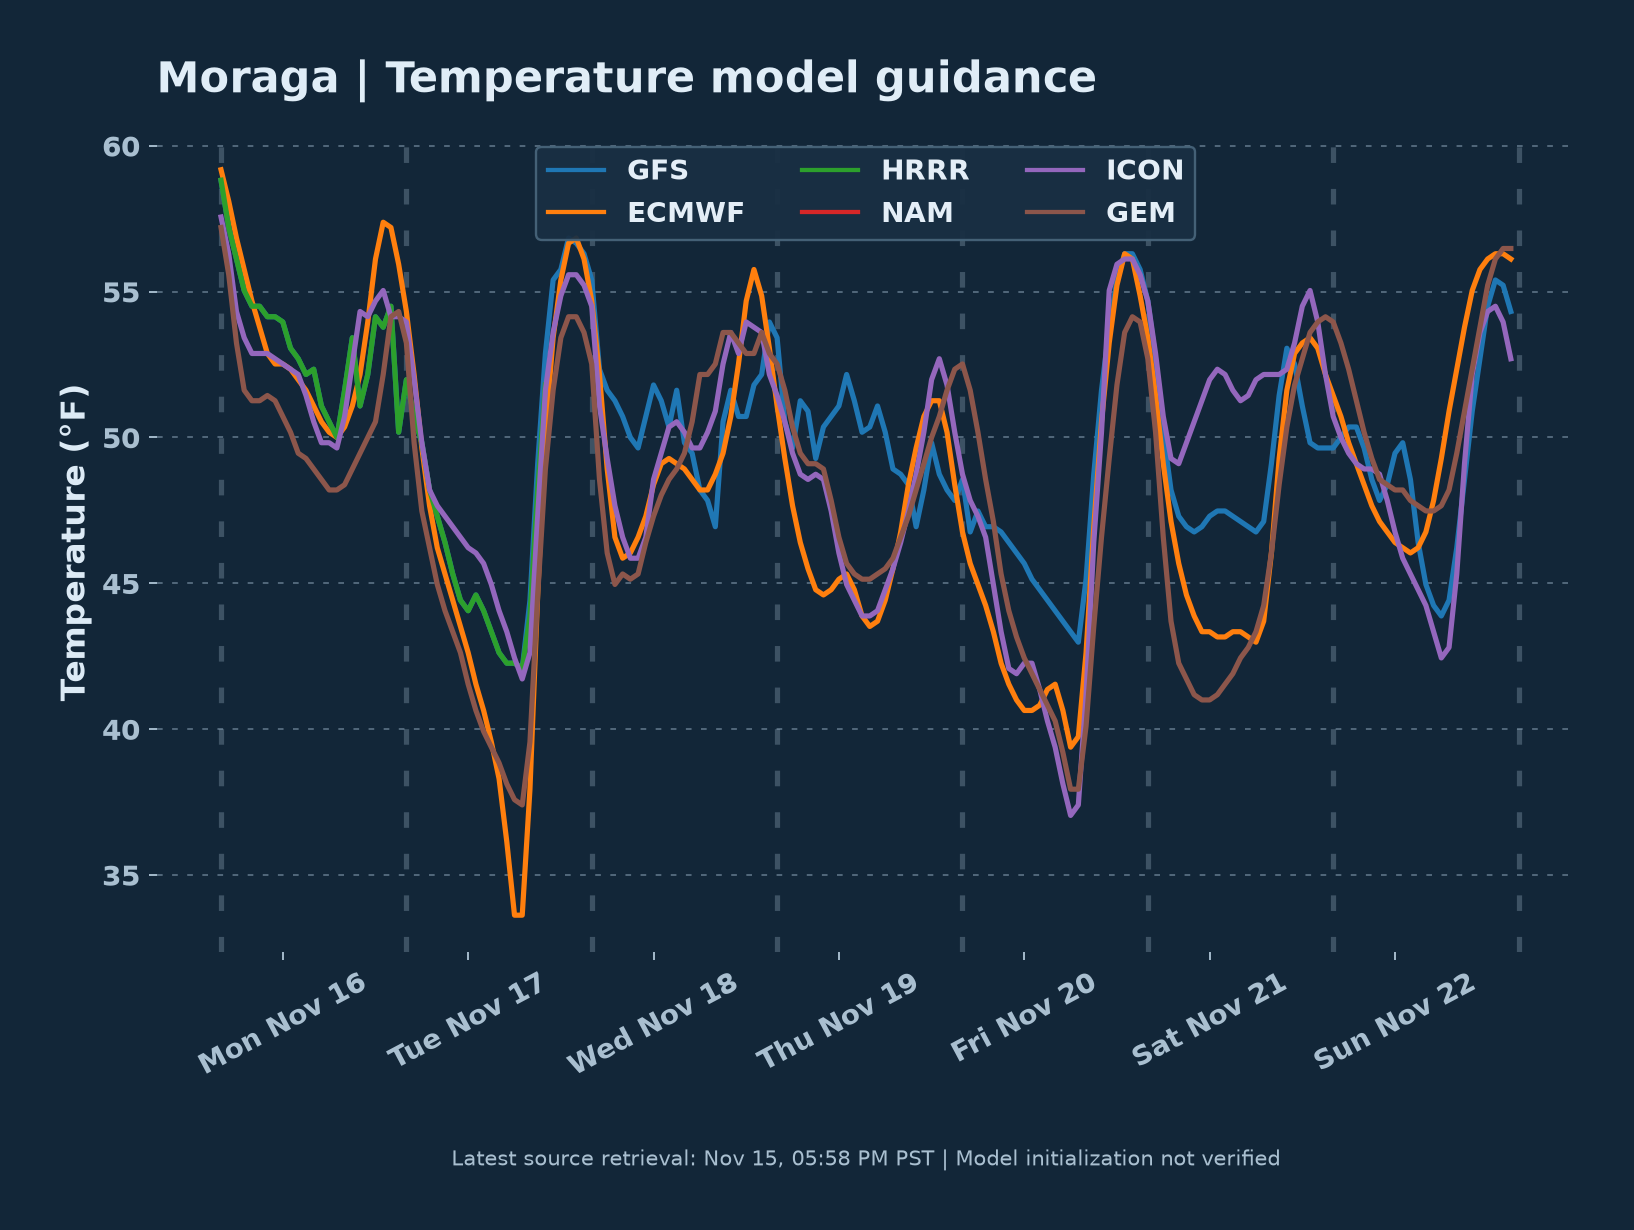 Moraga | Temperature model guidance
GFS HRRR ICON
ECMWF NAM GEM
Temperature (°F)
60
55
50
45
40
35
Mon Nov 16
Tue Nov 17
Wed Nov 18
Thu Nov 19
Fri Nov 20
Sat Nov 21
Sun Nov 22
Latest source retrieval: Nov 15, 05:58 PM PST | Model initialization not verified